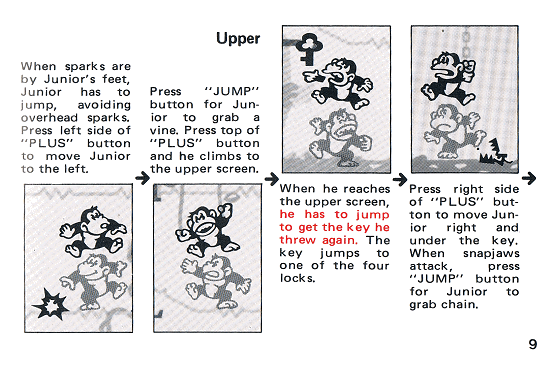 Upper
When sparks are
by Junior's feet,
Junior has to
jump, avoiding
overhead sparks.
Press left side of
"PLUS" button
to move Junior
to the left.
Press "JUMP"
button for Jun-
ior to grab a
vine. Press top of
"PLUS" button
and he climbs to
the upper screen.
When he reaches
the upper screen,
he has to jump
to get the key he
threw again. The
key jumps to
one of the four
locks.
Press right side
of "PLUS" but-
ton to move Jun-
ior right and
under the key.
When snapjaws
attack, press
"JUMP" button
for Junior to
grab chain.
9